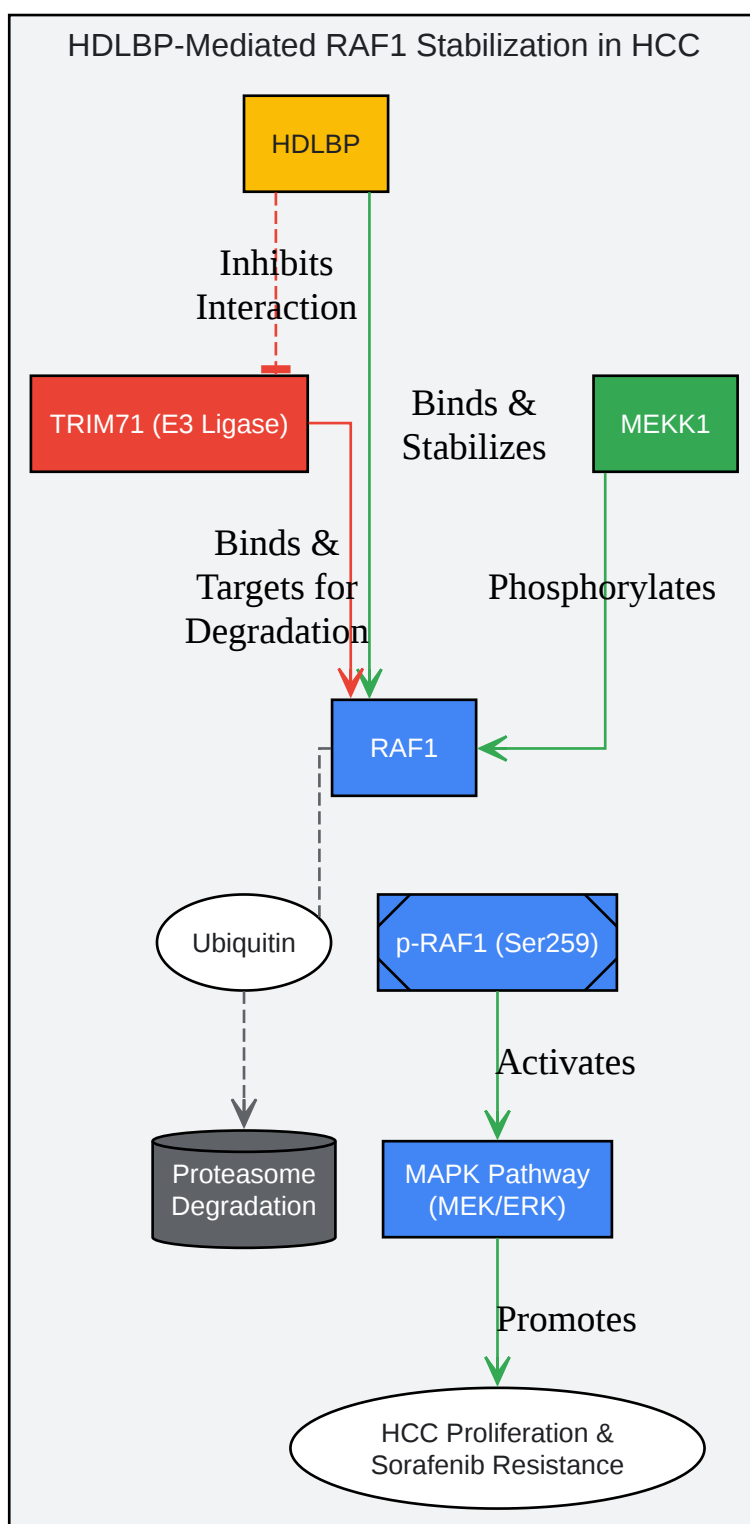 HDLBP-Mediated RAF1 Stabilization in HCC
HDLBP
Inhibits
Interaction
TRIM71 (E3 Ligase)
Binds &
Stabilizes
MEKK1
Binds &
Targets for
Degradation
Phosphorylates
RAF1
Ubiquitin
p-RAF1 (Ser259)
Activates
Proteasome
Degradation
MAPK Pathway
(MEK/ERK)
Promotes
HCC Proliferation &
Sorafenib Resistance